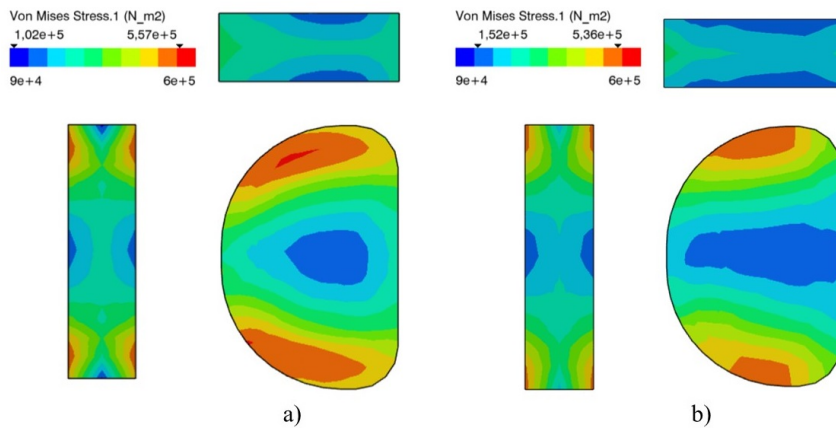 Von Mises Stress.1 (N_m2)
1,02e+5 5,57e+5
9e+4 6e+5
a)
Von Mises Stress.1 (N_m2)
1,52e+5 5,36e+5
9e+4 6e+5
b)